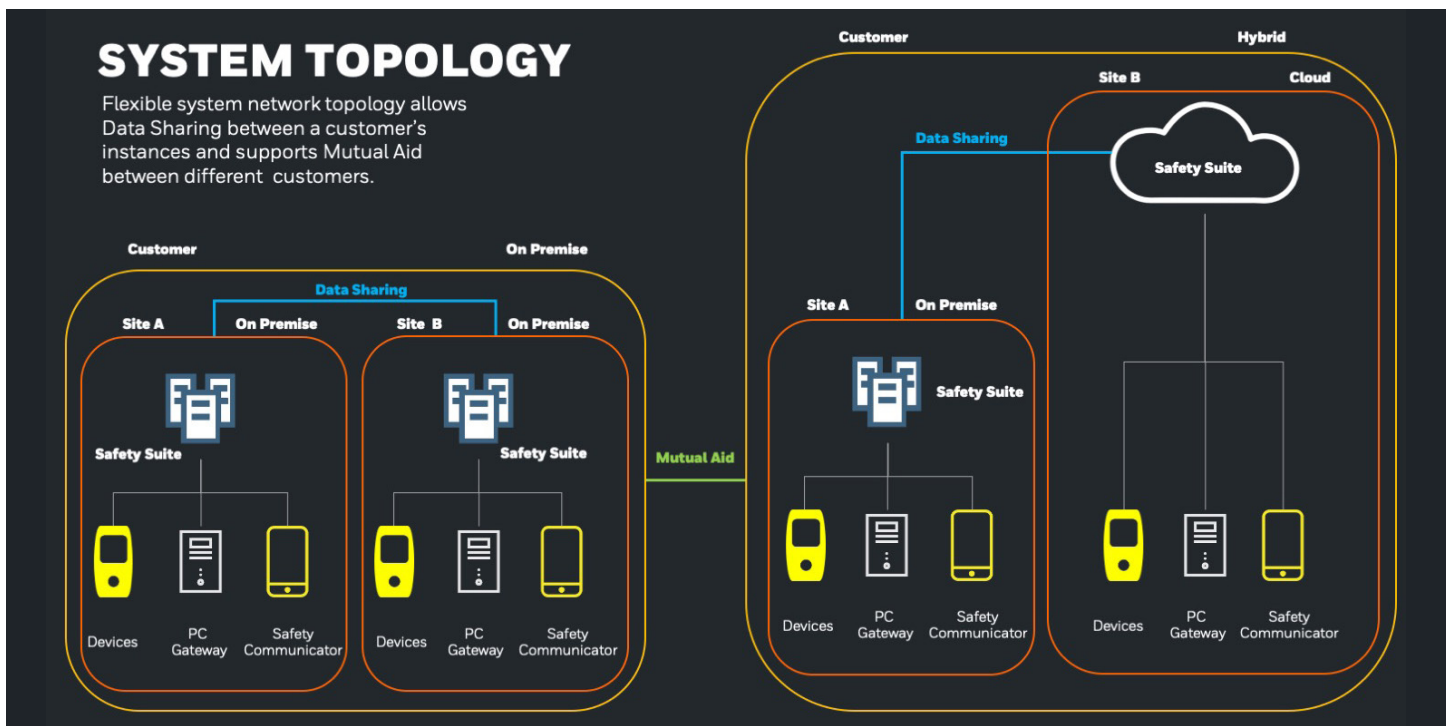 SYSTEM TOPOLOGY
Flexible system network topology allows
Data Sharing between a customer's
instances and supports Mutual Aid
between different customers.
Customer
On Premise
Data Sharing
Site A
On Premise
Site B
On Premise
Safety Suite
Safety Suite
Devices
PC
Gateway
Safety
Communicator
Devices
PC
Gateway
Safety
Communicator
Mutual Aid
Customer
Hybrid
Site B
Cloud
Data Sharing
Safety Suite
Site A
On Premise
Safety Suite
Devices
PC
Gateway
Safety
Communicator
Devices
PC
Gateway
Safety
Communicator